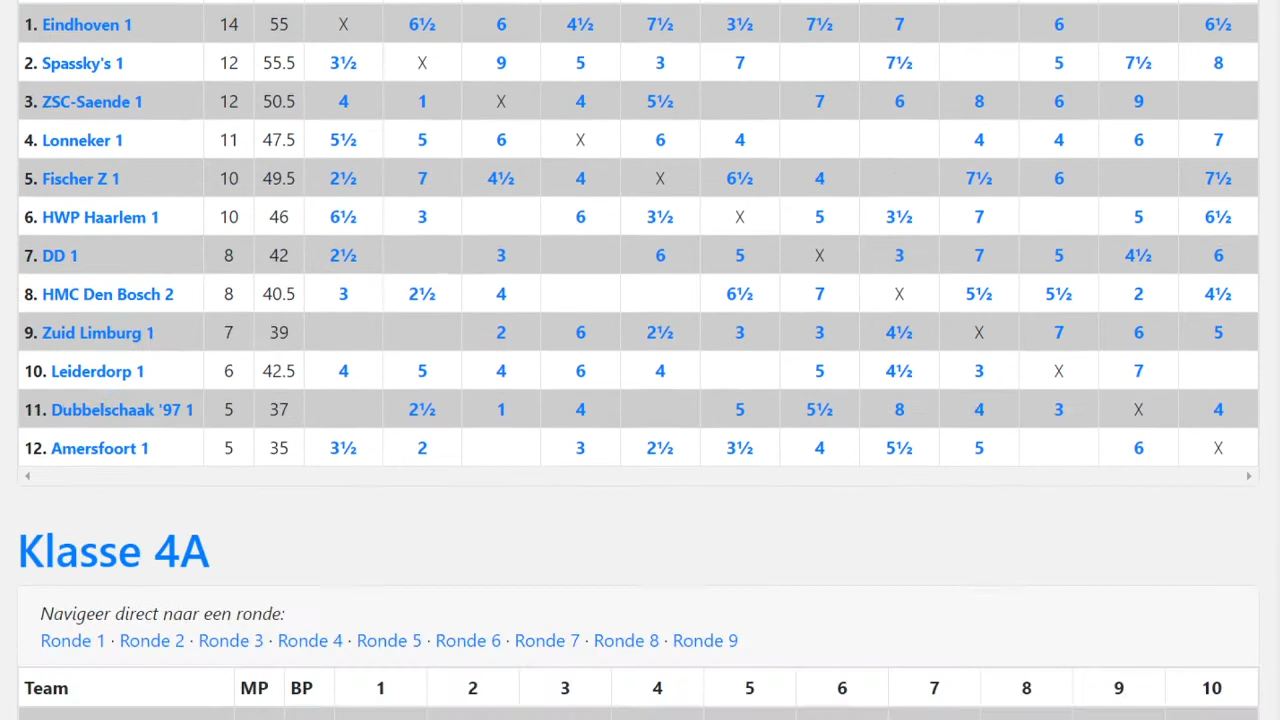 1. Eindhoven 1 14 55 X 6½ 6 4½ 7½ 3½ 7½ 7 6 6½
2. Spassky's 1 12 55.5 3½ X 9 5 3 7 7½ 5 7½ 8
3. ZSC-Saende 1 12 50.5 4 1 X 4 5½ 7 6 8 6 9
4. Lonneker 1 11 47.5 5½ 5 6 X 6 4 4 4 6 7
5. Fischer Z 1 10 49.5 2½ 7 4½ 4 X 6½ 4 7½ 6 7½
6. HWP Haarlem 1 10 46 6½ 3 6 3½ X 5 3½ 7 5 6½
7. DD 1 8 42 2½ 3 6 5 X 3 7 5 4½ 6
8. HMC Den Bosch 2 8 40.5 3 2½ 4 6½ 7 X 5½ 5½ 2 4½
9. Zuid Limburg 1 7 39 2 6 2½ 3 3 4½ X 7 6 5
10. Leiderdorp 1 6 42.5 4 5 4 6 4 5 4½ 3 X 7
11. Dubbelschaak '97 1 5 37 2½ 1 4 5 5½ 8 4 3 X 4
12. Amersfoort 1 5 35 3½ 2 3 2½ 3½ 4 5½ 5 6 X
Klasse 4A
Navigeer direct naar een ronde:
Ronde 1 · Ronde 2 · Ronde 3 · Ronde 4 · Ronde 5 · Ronde 6 · Ronde 7 · Ronde 8 · Ronde 9
Team MP BP 1 2 3 4 5 6 7 8 9 10